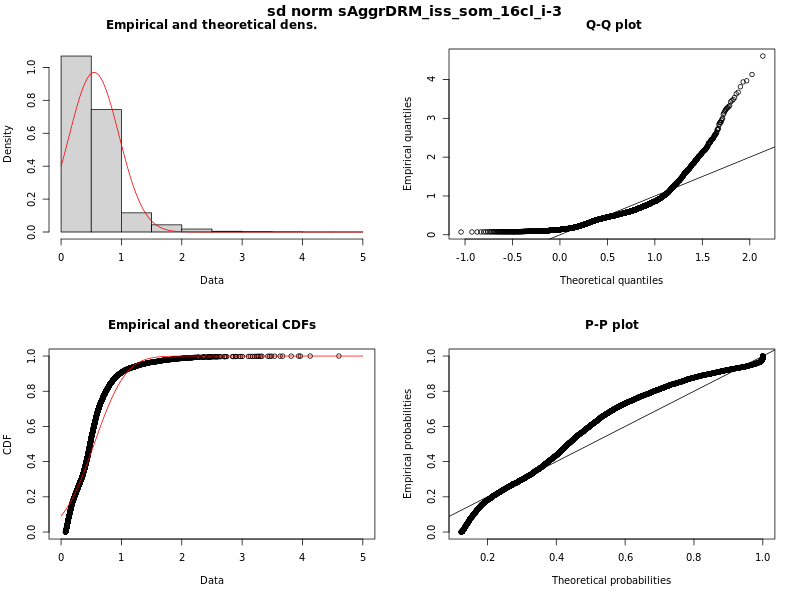 sd norm sAggrDRM_iss_som_16cl_i-3
Empirical and theoretical dens.
Density
0.0 0.2 0.4 0.6 0.8 1.0
0 1 2 3 4 5
Data
Q-Q plot
Empirical quantiles
0 1 2 3 4
-1.0 -0.5 0.0 0.5 1.0 1.5 2.0
Theoretical quantiles
Empirical and theoretical CDFs
CDF
0.0 0.2 0.4 0.6 0.8 1.0
0 1 2 3 4 5
Data
P-P plot
Empirical probabilities
0.0 0.2 0.4 0.6 0.8 1.0
0.2 0.4 0.6 0.8 1.0
Theoretical probabilities